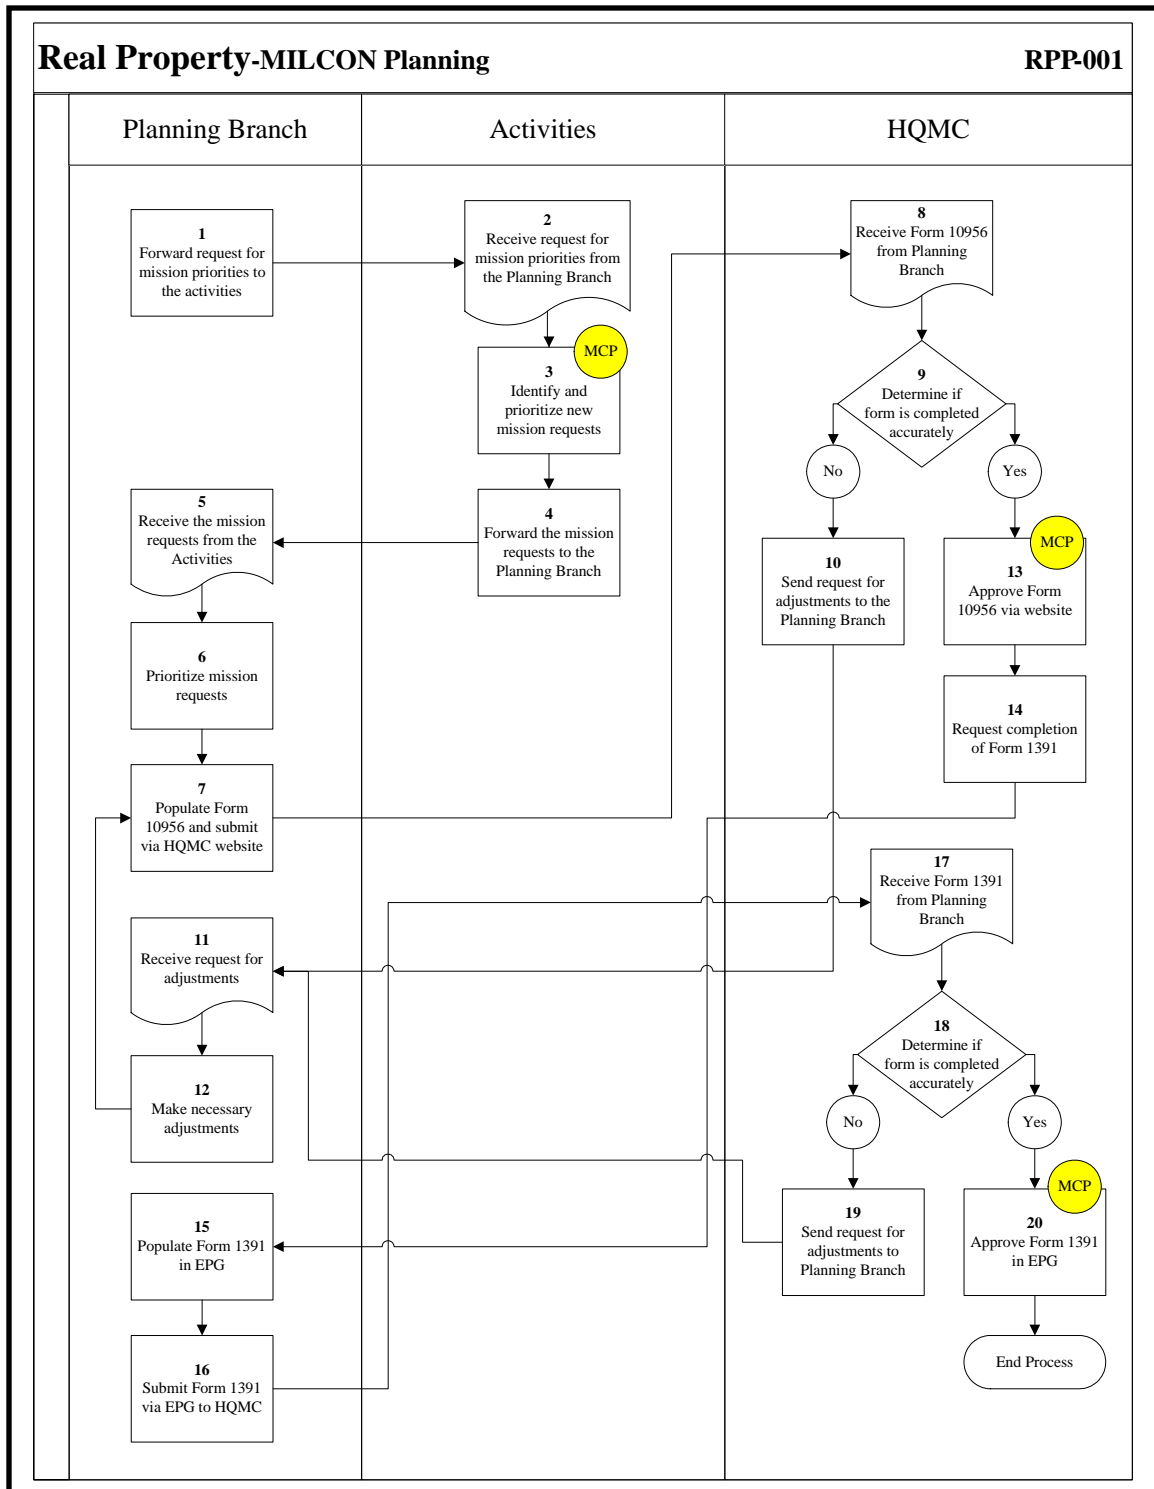 Real Property-MILCON Planning
RPP-001
Planning Branch
Activities
HQMC
1
Forward request for
mission priorities to
the activities
2
Receive request for
mission priorities from
the Planning Branch
MCP
3
Identify and
prioritize new
mission requests
4
Forward the mission
requests to the
Planning Branch
5
Receive the mission
requests from the
Activities
6
Prioritize mission
requests
7
Populate Form
10956 and submit
via HQMC website
8
Receive Form 10956
from Planning
Branch
9
Determine if
form is completed
accurately
No
Yes
10
Send request for
adjustments to the
Planning Branch
MCP
13
Approve Form
10956 via website
14
Request completion
of Form 1391
11
Receive request for
adjustments
12
Make necessary
adjustments
15
Populate Form 1391
in EPG
16
Submit Form 1391
via EPG to HQMC
17
Receive Form 1391
from Planning
Branch
18
Determine if
form is completed
accurately
No
Yes
19
Send request for
adjustments to
Planning Branch
MCP
20
Approve Form 1391
in EPG
End Process